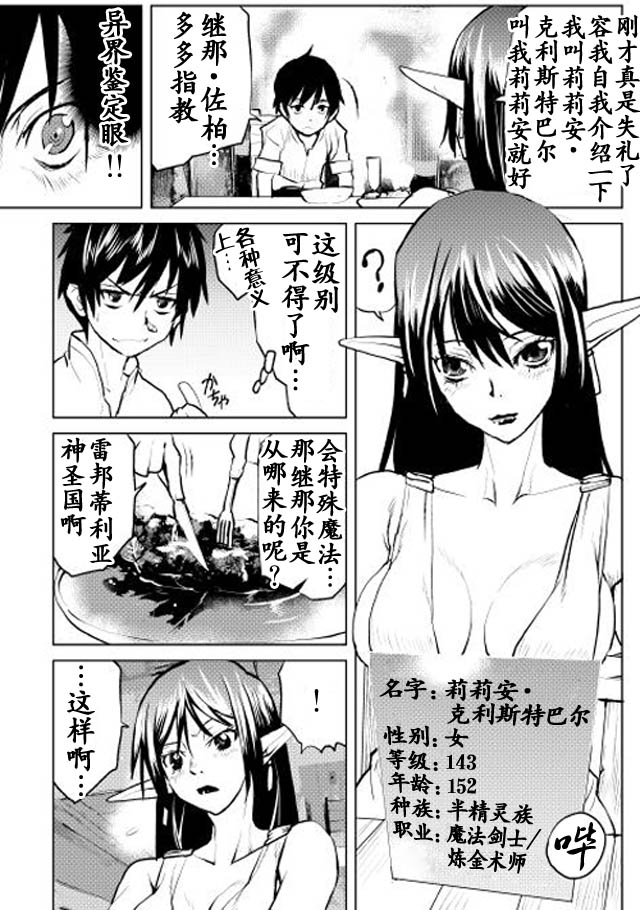 刚才真是失礼了
容我自我介绍一下
我叫莉莉安·
克利斯特巴尔
叫我莉莉安就好
继那·佐柏
多多指教
异界鉴定眼!!
?
名字:莉莉安·
克利斯特巴尔
性别:女
等级:143
年龄:152
种族:半精灵族
职业:魔法剑士/
炼金术师
哔
这级别
可不得了啊…
各种意义
上…
かちゃ
会特殊魔法…
那继那你是
从哪来的呢?
雷邦蒂利亚
神圣国啊
!
…这样啊…